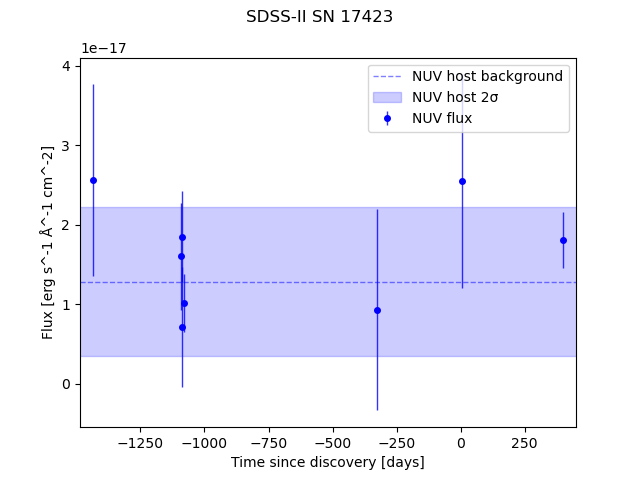 SDSS-II SN 17423
1e−17
NUV host background
NUV host 2σ
NUV flux
4
3
2
1
0
Flux [erg s^-1 Å^-1 cm^-2]
−1250
−1000
−750
−500
−250
0
250
Time since discovery [days]